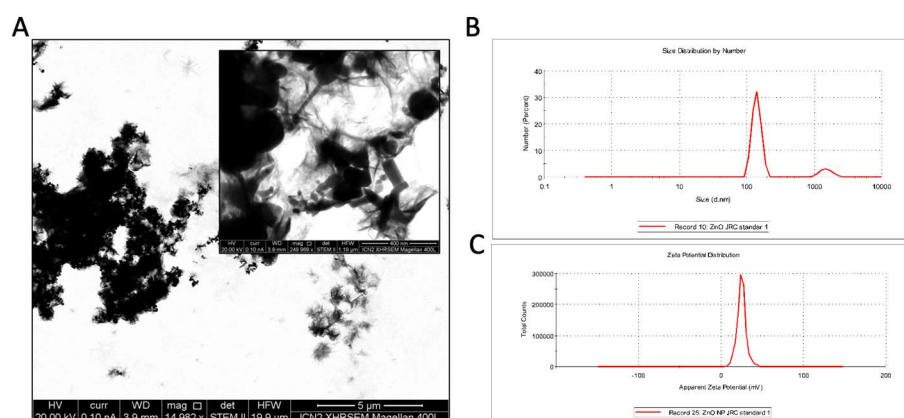 A
HV curr WD mag □ det HFW 400 nm
20.00 kV 0.10 nA 3.9 mm 249 969 x STEM II 1.19 µm ICN2 XHRSEM Magellan 400L
HV curr WD mag □ det HFW 5 µm
20.00 kV 0.10 nA 3.9 mm 14 982 x STEM II 19.9 µm ICN2 XHRSEM Magellan 400L
B
Size Distribution by Number
Number (Percent)
40
30
20
10
0
0.1 1 10 100 1000 10000
Size (d.nm)
Record 10: ZnO JRC stander 1
C
Zeta Potential Distribution
Total Counts
300000
200000
100000
0
-100 0 100 200
Apparent Zeta Potential (mV)
Record 25: ZnO NP JRC standard 1